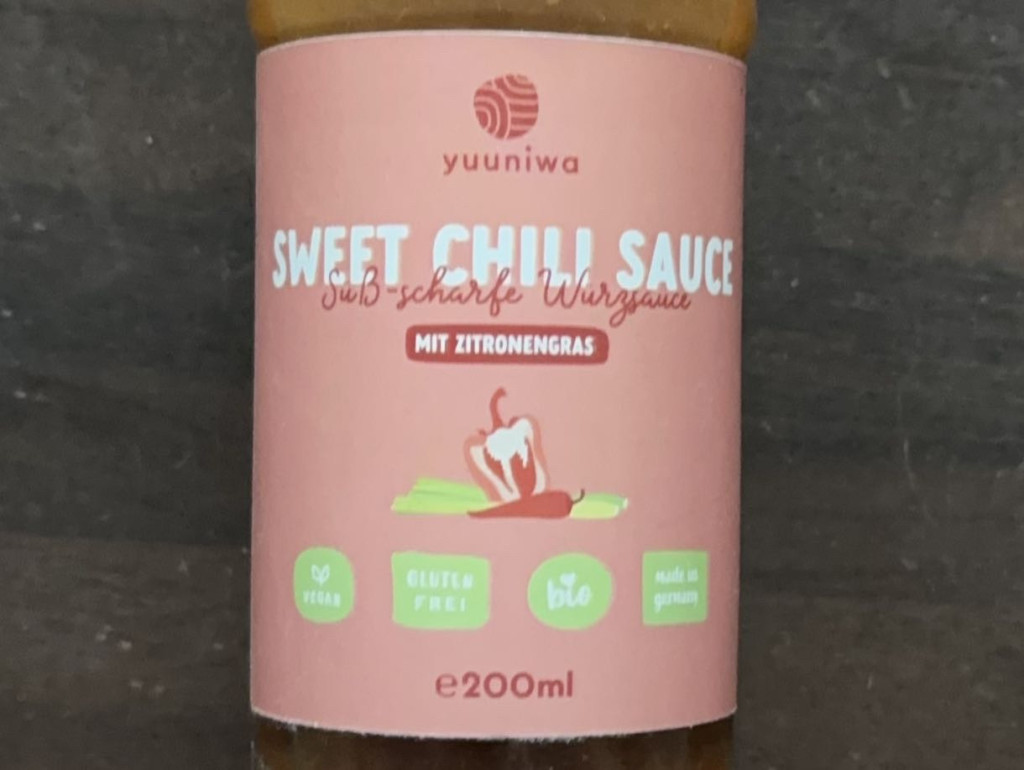 yuuniwa
SWEET CHILI SAUCE
Süß-scharfe Würzsauce
MIT ZITRONENGRAS
VEGAN
GLUTEN
FREI
bio
made in
germany
℮200ml